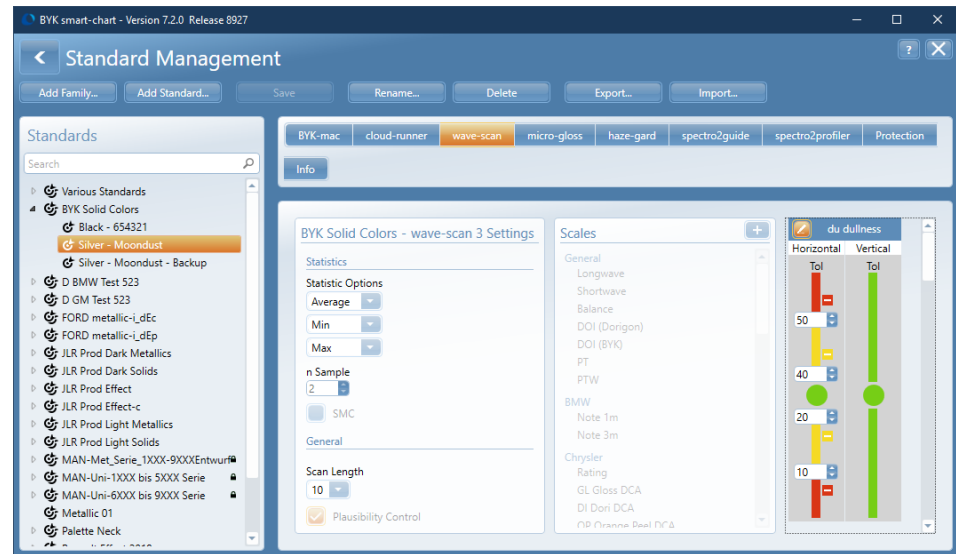 BYK smart-chart - Version 7.2.0 Release 8927
Standard Management
?
X
Add Family...
Add Standard...
Save
Rename...
Delete
Export...
Import...
Standards
Search
Various Standards
BYK Solid Colors
Black - 654321
Silver - Moondust
Silver - Moondust - Backup
D BMW Test 523
D GM Test 523
FORD metallic-i_dEc
FORD metallic-i_dEp
JLR Prod Dark Metallics
JLR Prod Dark Solids
JLR Prod Effect
JLR Prod Effect-c
JLR Prod Light Metallics
JLR Prod Light Solids
MAN-Met_Serie_1XXX-9XXXEntwurf
MAN-Uni-1XXX bis 5XXX Serie
MAN-Uni-6XXX bis 9XXX Serie
Metallic 01
Palette Neck
BYK-mac
cloud-runner
wave-scan
micro-gloss
haze-gard
spectro2guide
spectro2profiler
Protection
Info
BYK Solid Colors - wave-scan 3 Settings
Statistics
Statistic Options
Average
Min
Max
n Sample
2
SMC
General
Scan Length
10
Plausibility Control
Scales
General
Longwave
Shortwave
Balance
DOI (Dorigon)
DOI (BYK)
PT
PTW
BMW
Note 1m
Note 3m
Chrysler
Rating
GL Gloss DCA
DI Dori DCA
OP Orange Peel DCA
du dullness
Horizontal Vertical
Tol Tol
50
40
20
10